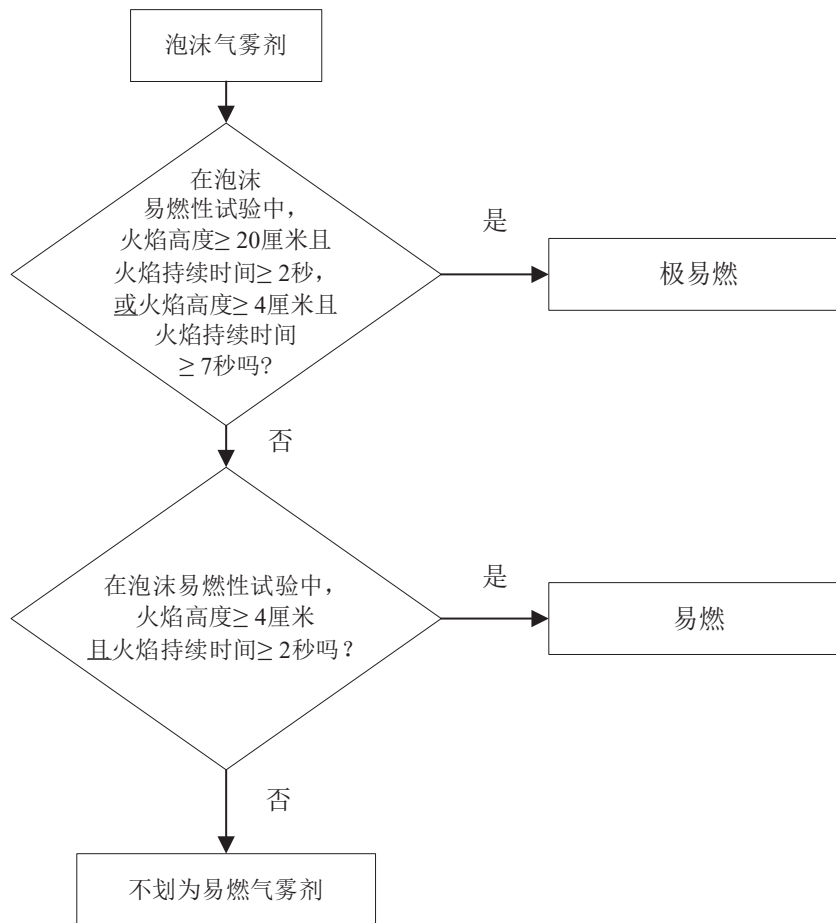 泡沫气雾剂
在泡沫
易燃性试验中，
火焰高度≥ 20厘米且
火焰持续时间≥ 2秒，
或火焰高度≥ 4厘米且
火焰持续时间
≥ 7秒吗?
是
极易燃
否
在泡沫易燃性试验中，
火焰高度≥ 4厘米
且火焰持续时间≥ 2秒吗？
是
易燃
否
不划为易燃气雾剂